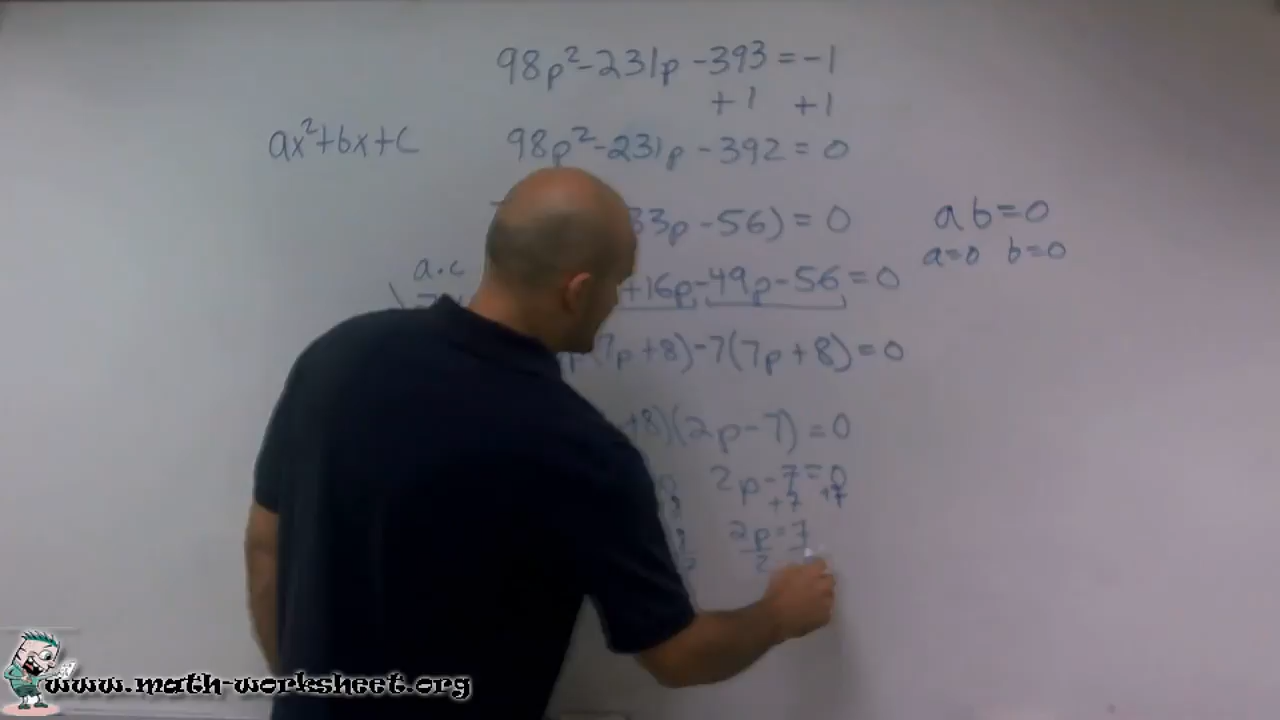 98p²-231p -393 = -1
+1 +1
ax²+bx+c
98p²-231p -392 = 0
33p -56) = 0
ab=0
a=0 b=0
a·c
+16p-49p-56=0
(7p+8)-7(7p+8)=0
+8)(2p-7)=0
2p-7=0
+7 +7
2p=7
2
www.math-worksheet.org